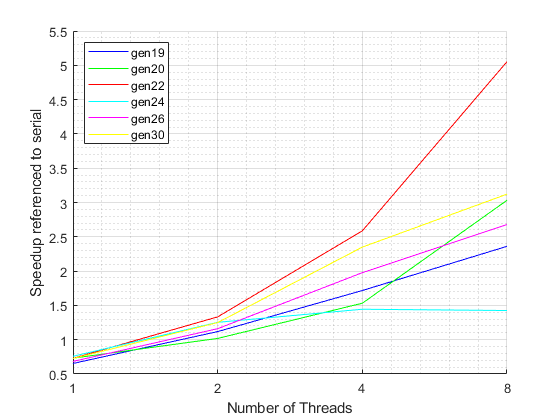 5.5
5
4.5
4
3.5
3
2.5
2
1.5
1
0.5
Speedup referenced to serial
gen19
gen20
gen22
gen24
gen26
gen30
1
2
4
8
Number of Threads